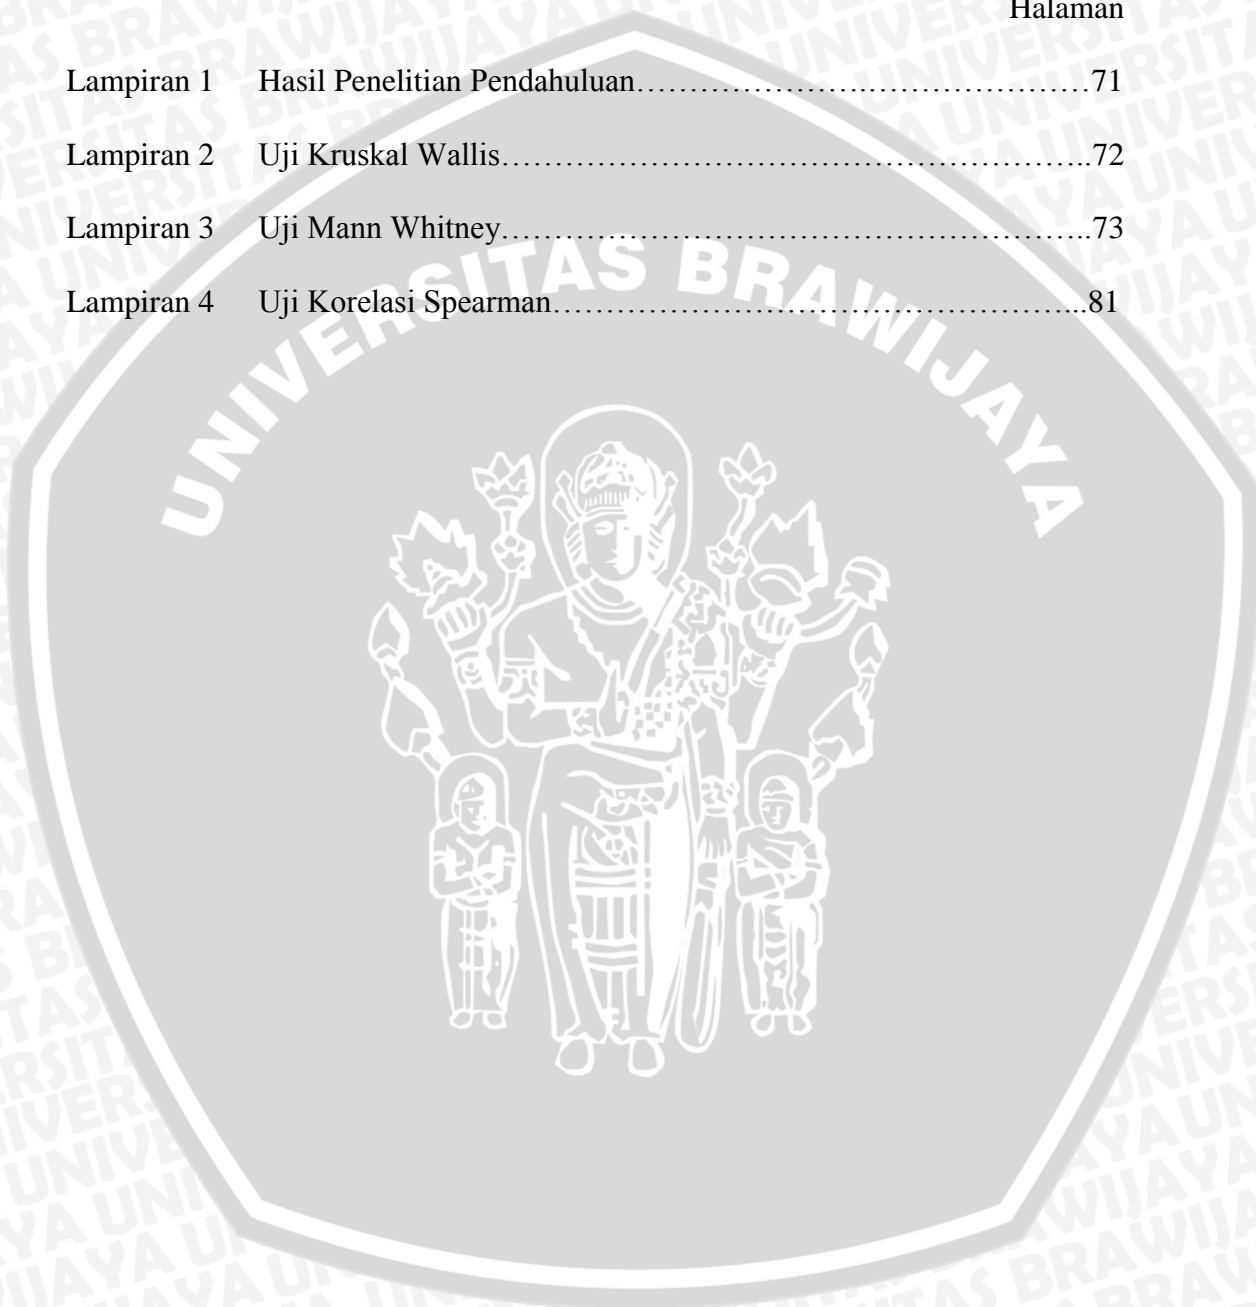 Halaman
Lampiran 1 Hasil Penelitian Pendahuluan…………………….……………………71
Lampiran 2 Uji Kruskal Wallis…………………………………………………..72
Lampiran 3 Uji Mann Whitney…………………………………………………..73
Lampiran 4 Uji Korelasi Spearman……………………………………………...81
UNIVERSITAS BRAWIJAYA